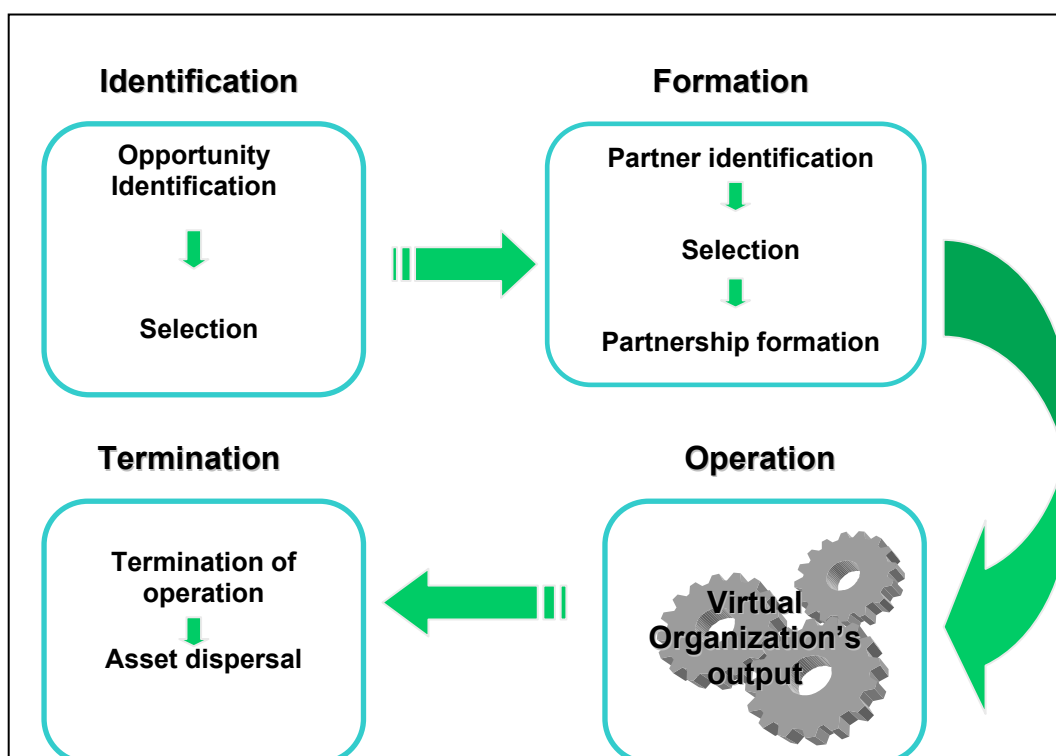 Identification
Opportunity
Identification
Selection
Formation
Partner identification
Selection
Partnership formation
Operation
Virtual
Organization’s
output
Termination
Termination of
operation
Asset dispersal